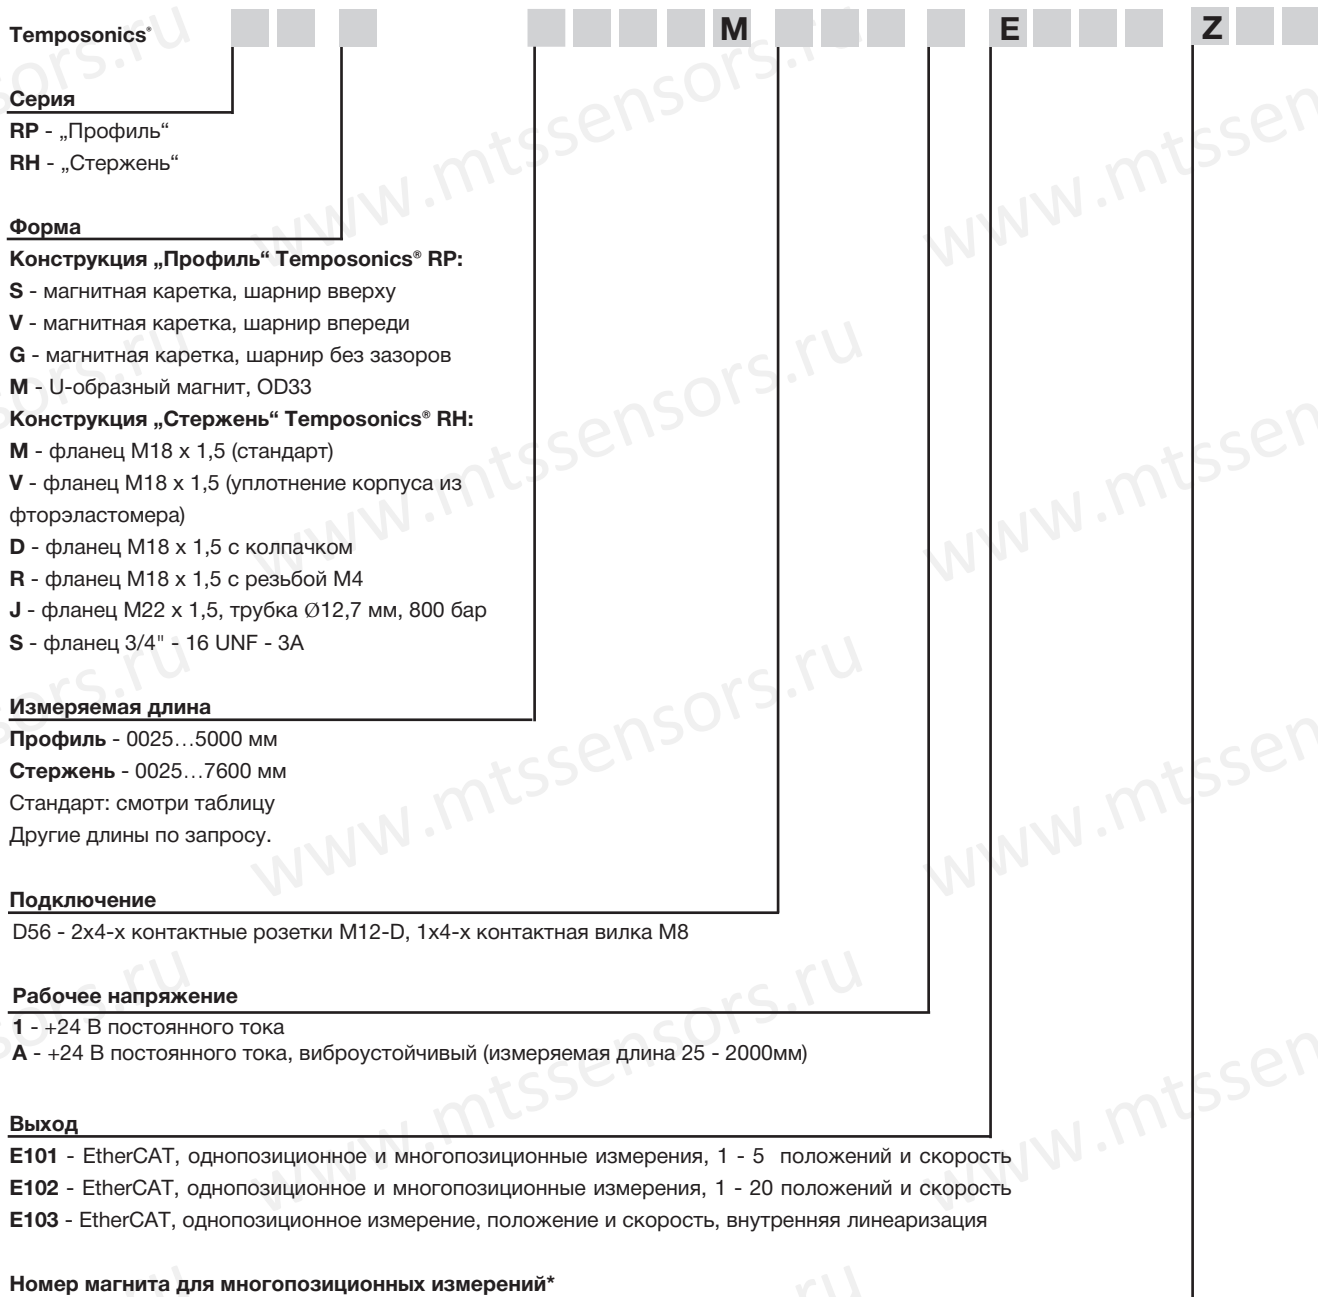 Temposonics® M E Z
Серия
RP - „Профиль“
RH - „Стержень“
Форма
Конструкция „Профиль“ Temposonics® RP:
S - магнитная каретка, шарнир вверху
V - магнитная каретка, шарнир впереди
G - магнитная каретка, шарнир без зазоров
M - U-образный магнит, OD33
Конструкция „Стержень“ Temposonics® RH:
M - фланец M18 x 1,5 (стандарт)
V - фланец M18 x 1,5 (уплотнение корпуса из
фторэластомера)
D - фланец M18 x 1,5 с колпачком
R - фланец M18 x 1,5 с резьбой M4
J - фланец M22 x 1,5, трубка Ø12,7 мм, 800 бар
S - фланец 3/4" - 16 UNF - 3A
Измеряемая длина
Профиль - 0025…5000 мм
Стержень - 0025…7600 мм
Стандарт: смотри таблицу
Другие длины по запросу.
Подключение
D56 - 2x4-х контактные розетки M12-D, 1x4-х контактная вилка M8
Рабочее напряжение
1 - +24 В постоянного тока
A - +24 В постоянного тока, виброустойчивый (измеряемая длина 25 - 2000мм)
Выход
E101 - EtherCAT, однопозиционное и многопозиционные измерения, 1 - 5 положений и скорость
E102 - EtherCAT, однопозиционное и многопозиционные измерения, 1 - 20 положений и скорость
E103 - EtherCAT, однопозиционное измерение, положение и скорость, внутренняя линеаризация
Номер магнита для многопозиционных измерений*
www.mtssensors.ru